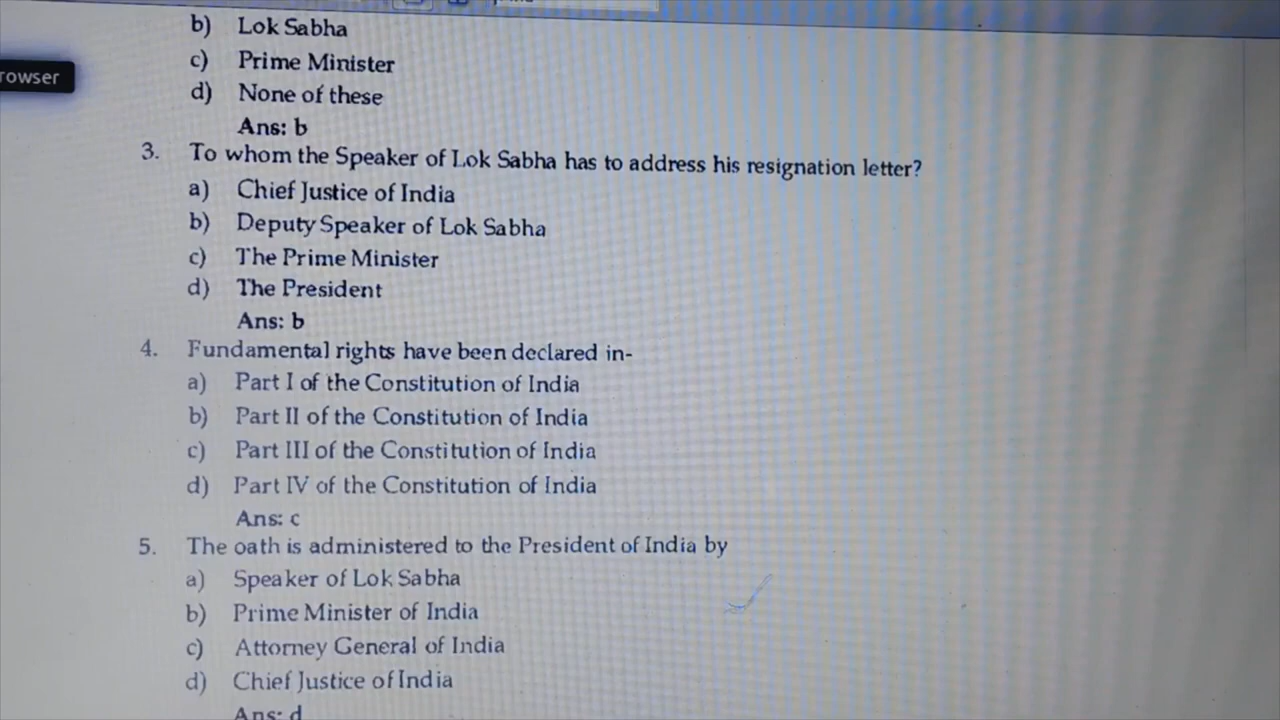 b) Lok Sabha
rowser
c) Prime Minister
d) None of these
Ans: b
3. To whom the Speaker of Lok Sabha has to address his resignation letter?
a) Chief Justice of India
b) Deputy Speaker of Lok Sabha
c) The Prime Minister
d) The President
Ans: b
4. Fundamental rights have been declared in-
a) Part I of the Constitution of India
b) Part II of the Constitution of India
c) Part III of the Constitution of India
d) Part IV of the Constitution of India
Ans: c
5. The oath is administered to the President of India by
a) Speaker of Lok Sabha
b) Prime Minister of India
c) Attorney General of India
d) Chief Justice of India
Ans: d